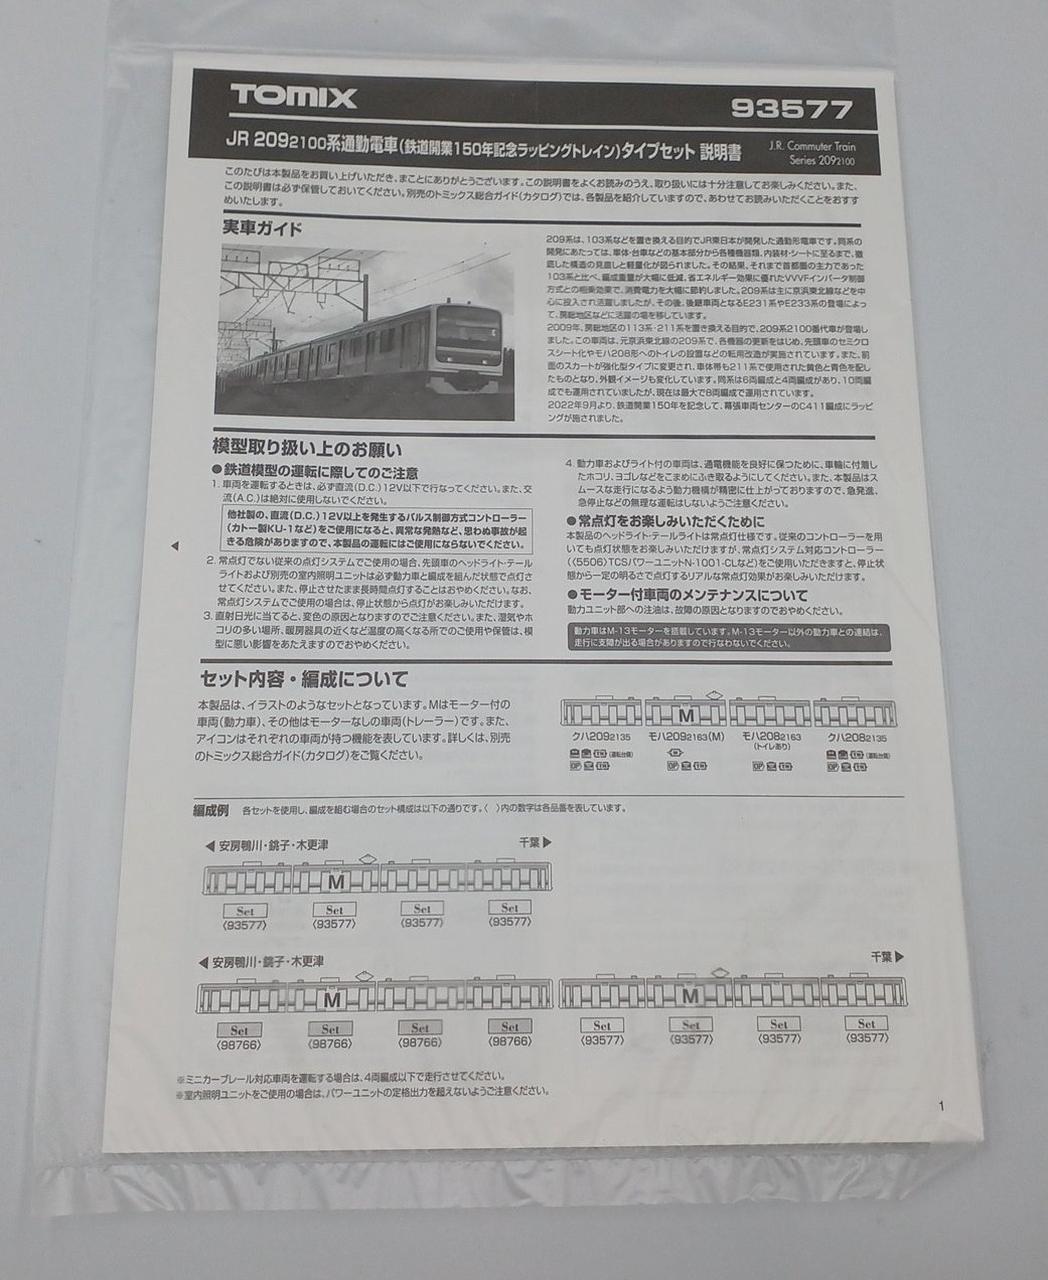 TOMIX
93577
JR 2092100系通勤電車(鉄道開業150年記念ラッピングトレイン)タイプセット 説明書
J.R. Commuter Train
Series 2092100
このたびは本製品をお買い上げいただき、まことにありがとうございます。この説明書をよくお読みのうえ、取り扱いには十分注意してお楽しみください。また、
この説明書は必ず保管しておいてください。別売のトミックス総合ガイド(カタログ)では、各製品を紹介していますので、あわせてお読みいただくことをおすす
めいたします。
実車ガイド
209系は、103系などを置き換える目的でJR東日本が開発した通勤形電車です。同系の
開発にあたっては、車体・台車などの基本部分から各種機器類、内装材・シートに至るまで、徹
底した構造の見直しと軽量化が図られました。その結果、それまで首都圏の主力であった
103系と比べ、編成重量が大幅に低減、省エネルギー効果に優れたVVVFインバータ制御
方式との相乗効果で、消費電力を大幅に節約しました。209系は主に京浜東北線などを中
心に投入され活躍しましたが、その後、後継車両となるE231系やE233系の登場によっ
て、房総地区などに活躍の場を移しています。
2009年、房総地区の113系・211系を置き換える目的で、209系2100番代車が登場し
ました。この車両は、元京浜東北線の209系で、各機器の更新をはじめ、先頭車のセミクロ
スシート化やモハ208形へのトイレの設置などの転用改造が実施されています。また、前
面のスカートが強化型タイプに変更され、車体帯も211系で使用された黄色と青色を配し
たものとなり、外観イメージも変化しています。同系は6両編成と4両編成があり、10両編
成でも運用されていましたが、現在は最大で8両編成で運用されています。
2022年9月より、鉄道開業150年を記念して、幕張車両センターのC411編成にラッピ
ングが施されました。
模型取り扱い上のお願い
●鉄道模型の運転に際してのご注意
1. 車両を運転するときは、必ず直流(D.C.)12V以下で行なってください。また、交
流(A.C.)は絶対に使用しないでください。
他社製の、直流(D.C.)12V以上を発生するパルス制御方式コントローラー
(カトー製KU-1など)をご使用になると、異常な発熱など、思わぬ事故が起
きる危険がありますので、本製品の運転にはご使用にならないでください。
2. 常点灯でない従来の点灯システムでご使用の場合、先頭車のヘッドライト・テール
ライトおよび別売の室内照明ユニットは必ず動力車と編成を組んだ状態で点灯さ
せてください。また、停止させたまま長時間点灯することはおやめください。なお、
常点灯システムでご使用の場合は、停止状態から点灯がお楽しみいただけます。
3. 直射日光に当てると、変色の原因となりますのでご注意ください。また、湿気やホ
コリの多い場所、暖房器具の近くなど温度の高くなる所でのご使用や保管は、模
型に悪い影響をあたえますのでおやめください。
4. 動力車およびライト付の車両は、通電機能を良好に保つために、車輪に付着し
たホコリ、ヨゴレなどをこまめにふき取るようにしてください。また、本製品はス
ムースな走行になるよう動力機構が精密に仕上がっておりますので、急発進、
急停止などの無理な運転はしないようご注意ください。
●常点灯をお楽しみいただくために
本製品のヘッドライト・テールライトは常点灯仕様です。従来のコントローラーを用
いても点灯状態をお楽しみいただけますが、常点灯システム対応コントローラー
(〈5506〉TCSパワーユニットN-1001-CLなど)をご使用いただきますと、停止状
態から一定の明るさで点灯するリアルな常点灯効果がお楽しみいただけます。
●モーター付車両のメンテナンスについて
動力ユニット部への注油は、故障の原因となりますのでおやめください。
動力車はM-13モーターを搭載しています。M-13モーター以外の動力車との連結は、
走行に支障が出る場合がありますので行なわないでください。
セット内容・編成について
本製品は、イラストのようなセットとなっています。Mはモーター付の
車両(動力車)、その他はモーターなしの車両(トレーラー)です。また、
アイコンはそれぞれの車両が持つ機能を表しています。詳しくは、別売
のトミックス総合ガイド(カタログ)をご覧ください。
M
クハ2092135 モハ2092163(M) モハ2082163 クハ2082135
(トイレあり)
(運転台側) (運転台側)
編成例 各セットを使用し、編成を組む場合のセット構成は以下の通りです。〈 〉内の数字は各品番を表しています。
◀ 安房鴨川・銚子・木更津 千葉 ▶
M
Set Set Set Set
〈93577〉 〈93577〉 〈93577〉 〈93577〉
◀ 安房鴨川・銚子・木更津 千葉 ▶
M M
Set Set Set Set Set Set Set Set
〈98766〉 〈98766〉 〈98766〉 〈98766〉 〈93577〉 〈93577〉 〈93577〉 〈93577〉
※ミニカーブレール対応車両を運転する場合は、4両編成以下で走行させてください。
※室内照明ユニットをご使用の場合は、パワーユニットの定格出力を超えないようご注意ください。
1